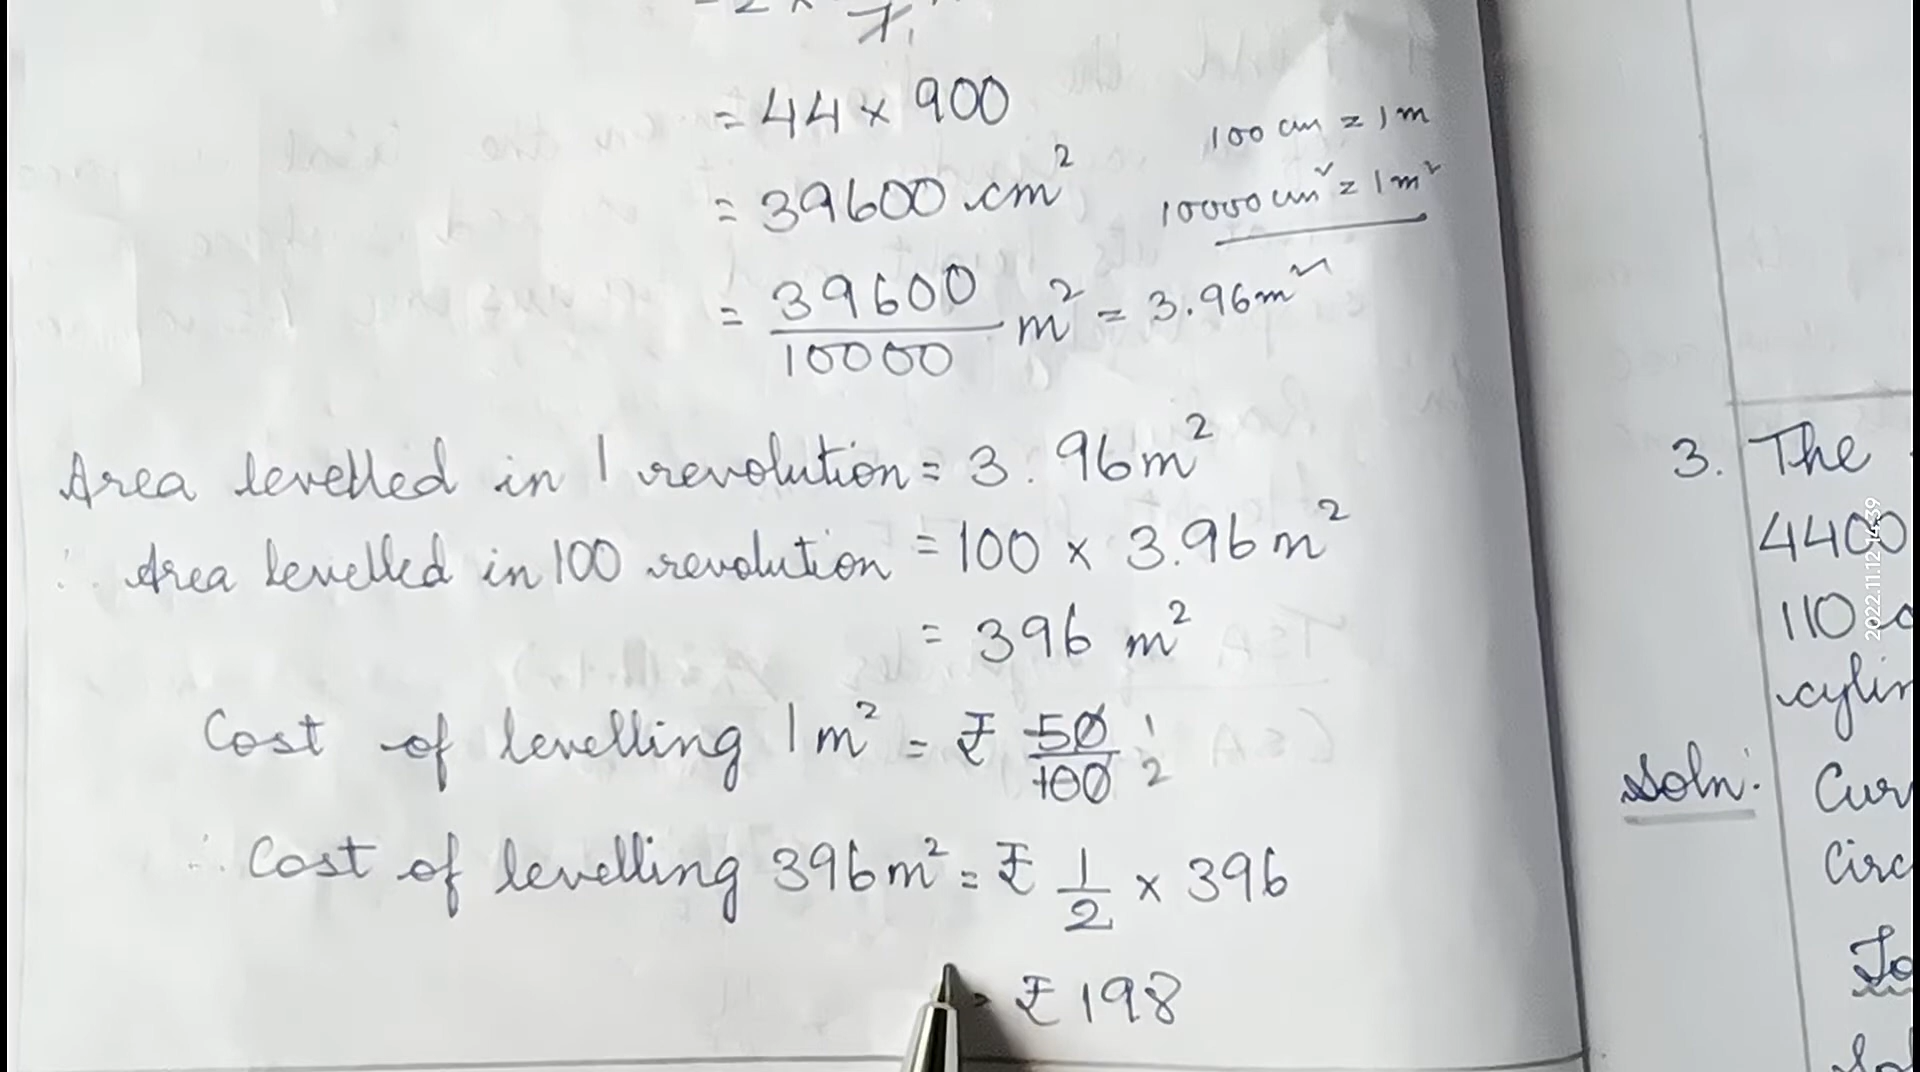 = 44 × 900
100 cm = 1 m
= 39600 cm²
10000 cm² = 1 m²
= 39600/10000 m² = 3.96 m²
Area levelled in 1 revolution = 3.96 m²
∴ Area levelled in 100 revolution = 100 × 3.96 m²
= 396 m²
Cost of levelling 1 m² = ₹ 50/100 1/2
∴ Cost of levelling 396 m² = ₹ 1/2 × 396
= ₹ 198
3. The
4400
110
Soln:
2022.11.12 14:39